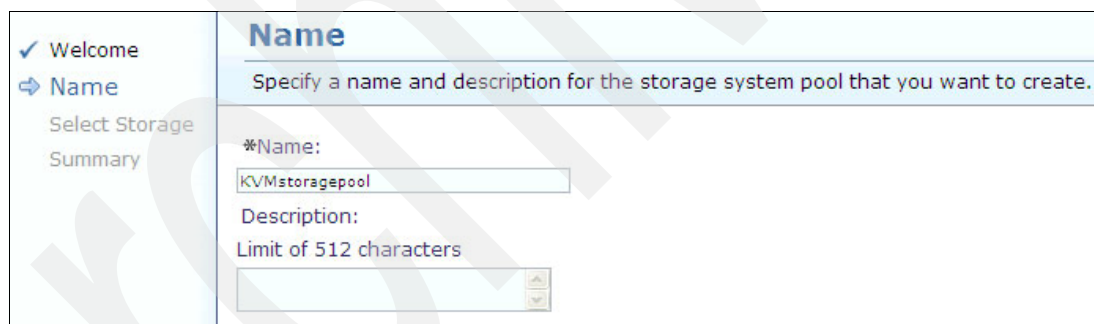 Welcome
Name
Select Storage
Summary
Name
Specify a name and description for the storage system pool that you want to create.
*Name:
KVMstoragepool
Description:
Limit of 512 characters